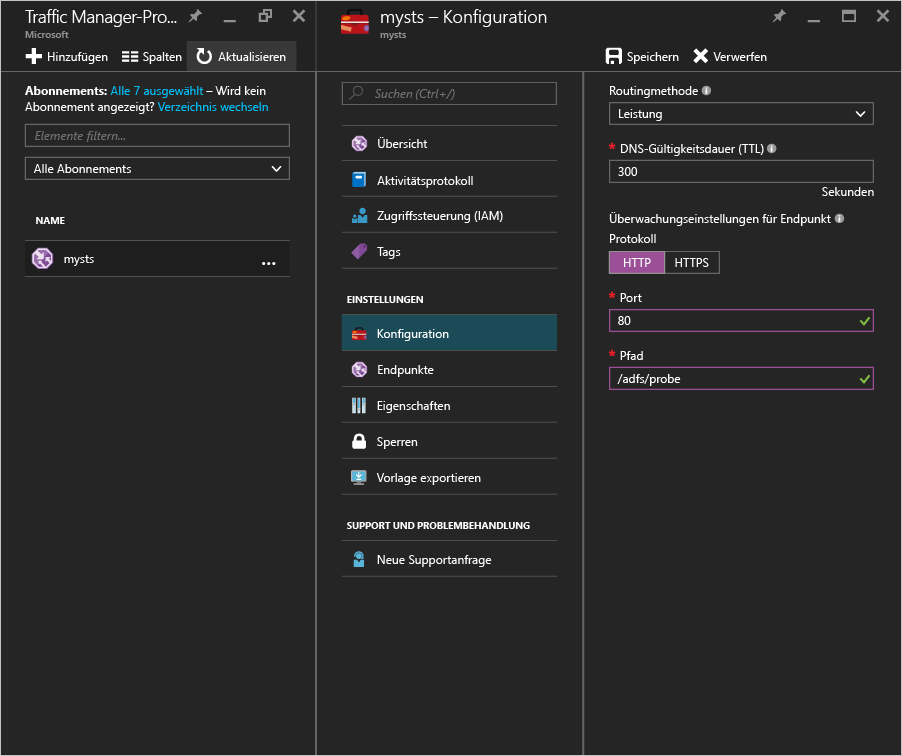 Traffic Manager-Pro...
Microsoft
Hinzufügen
Spalten
Aktualisieren
Abonnements: Alle 7 ausgewählt – Wird kein
Abonnement angezeigt? Verzeichnis wechseln
Elemente filtern...
Alle Abonnements
NAME
mysts
...
mysts – Konfiguration
mysts
Suchen (Ctrl+/)
Übersicht
Aktivitätsprotokoll
Zugriffssteuerung (IAM)
Tags
EINSTELLUNGEN
Konfiguration
Endpunkte
Eigenschaften
Sperren
Vorlage exportieren
SUPPORT UND PROBLEMBEHANDLUNG
Neue Supportanfrage
Speichern
Verwerfen
Routingmethode
Leistung
* DNS-Gültigkeitsdauer (TTL)
300
Sekunden
Überwachungseinstellungen für Endpunkt
Protokoll
HTTP
HTTPS
* Port
80
* Pfad
/adfs/probe